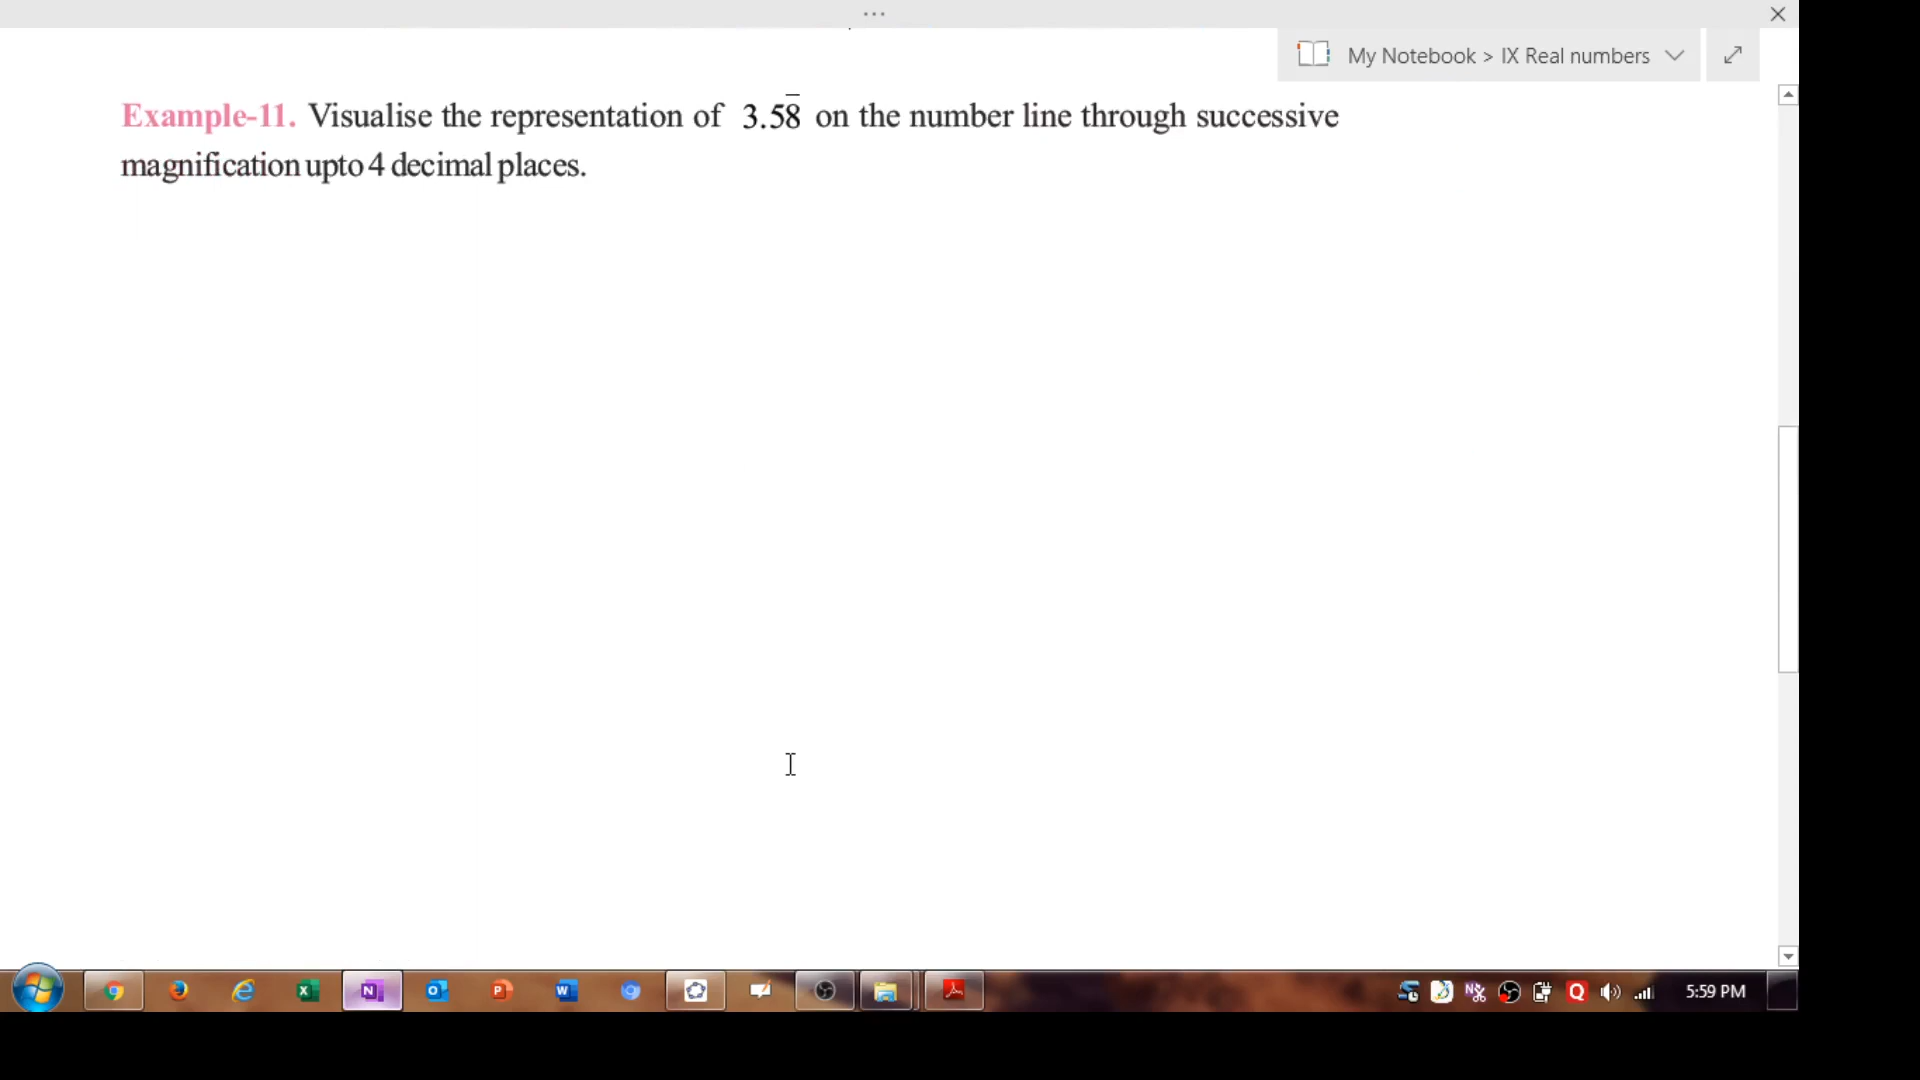 ...
My Notebook > IX Real numbers
Example-11. Visualise the representation of 3.58̅ on the number line through successive
magnification upto 4 decimal places.
5:59 PM